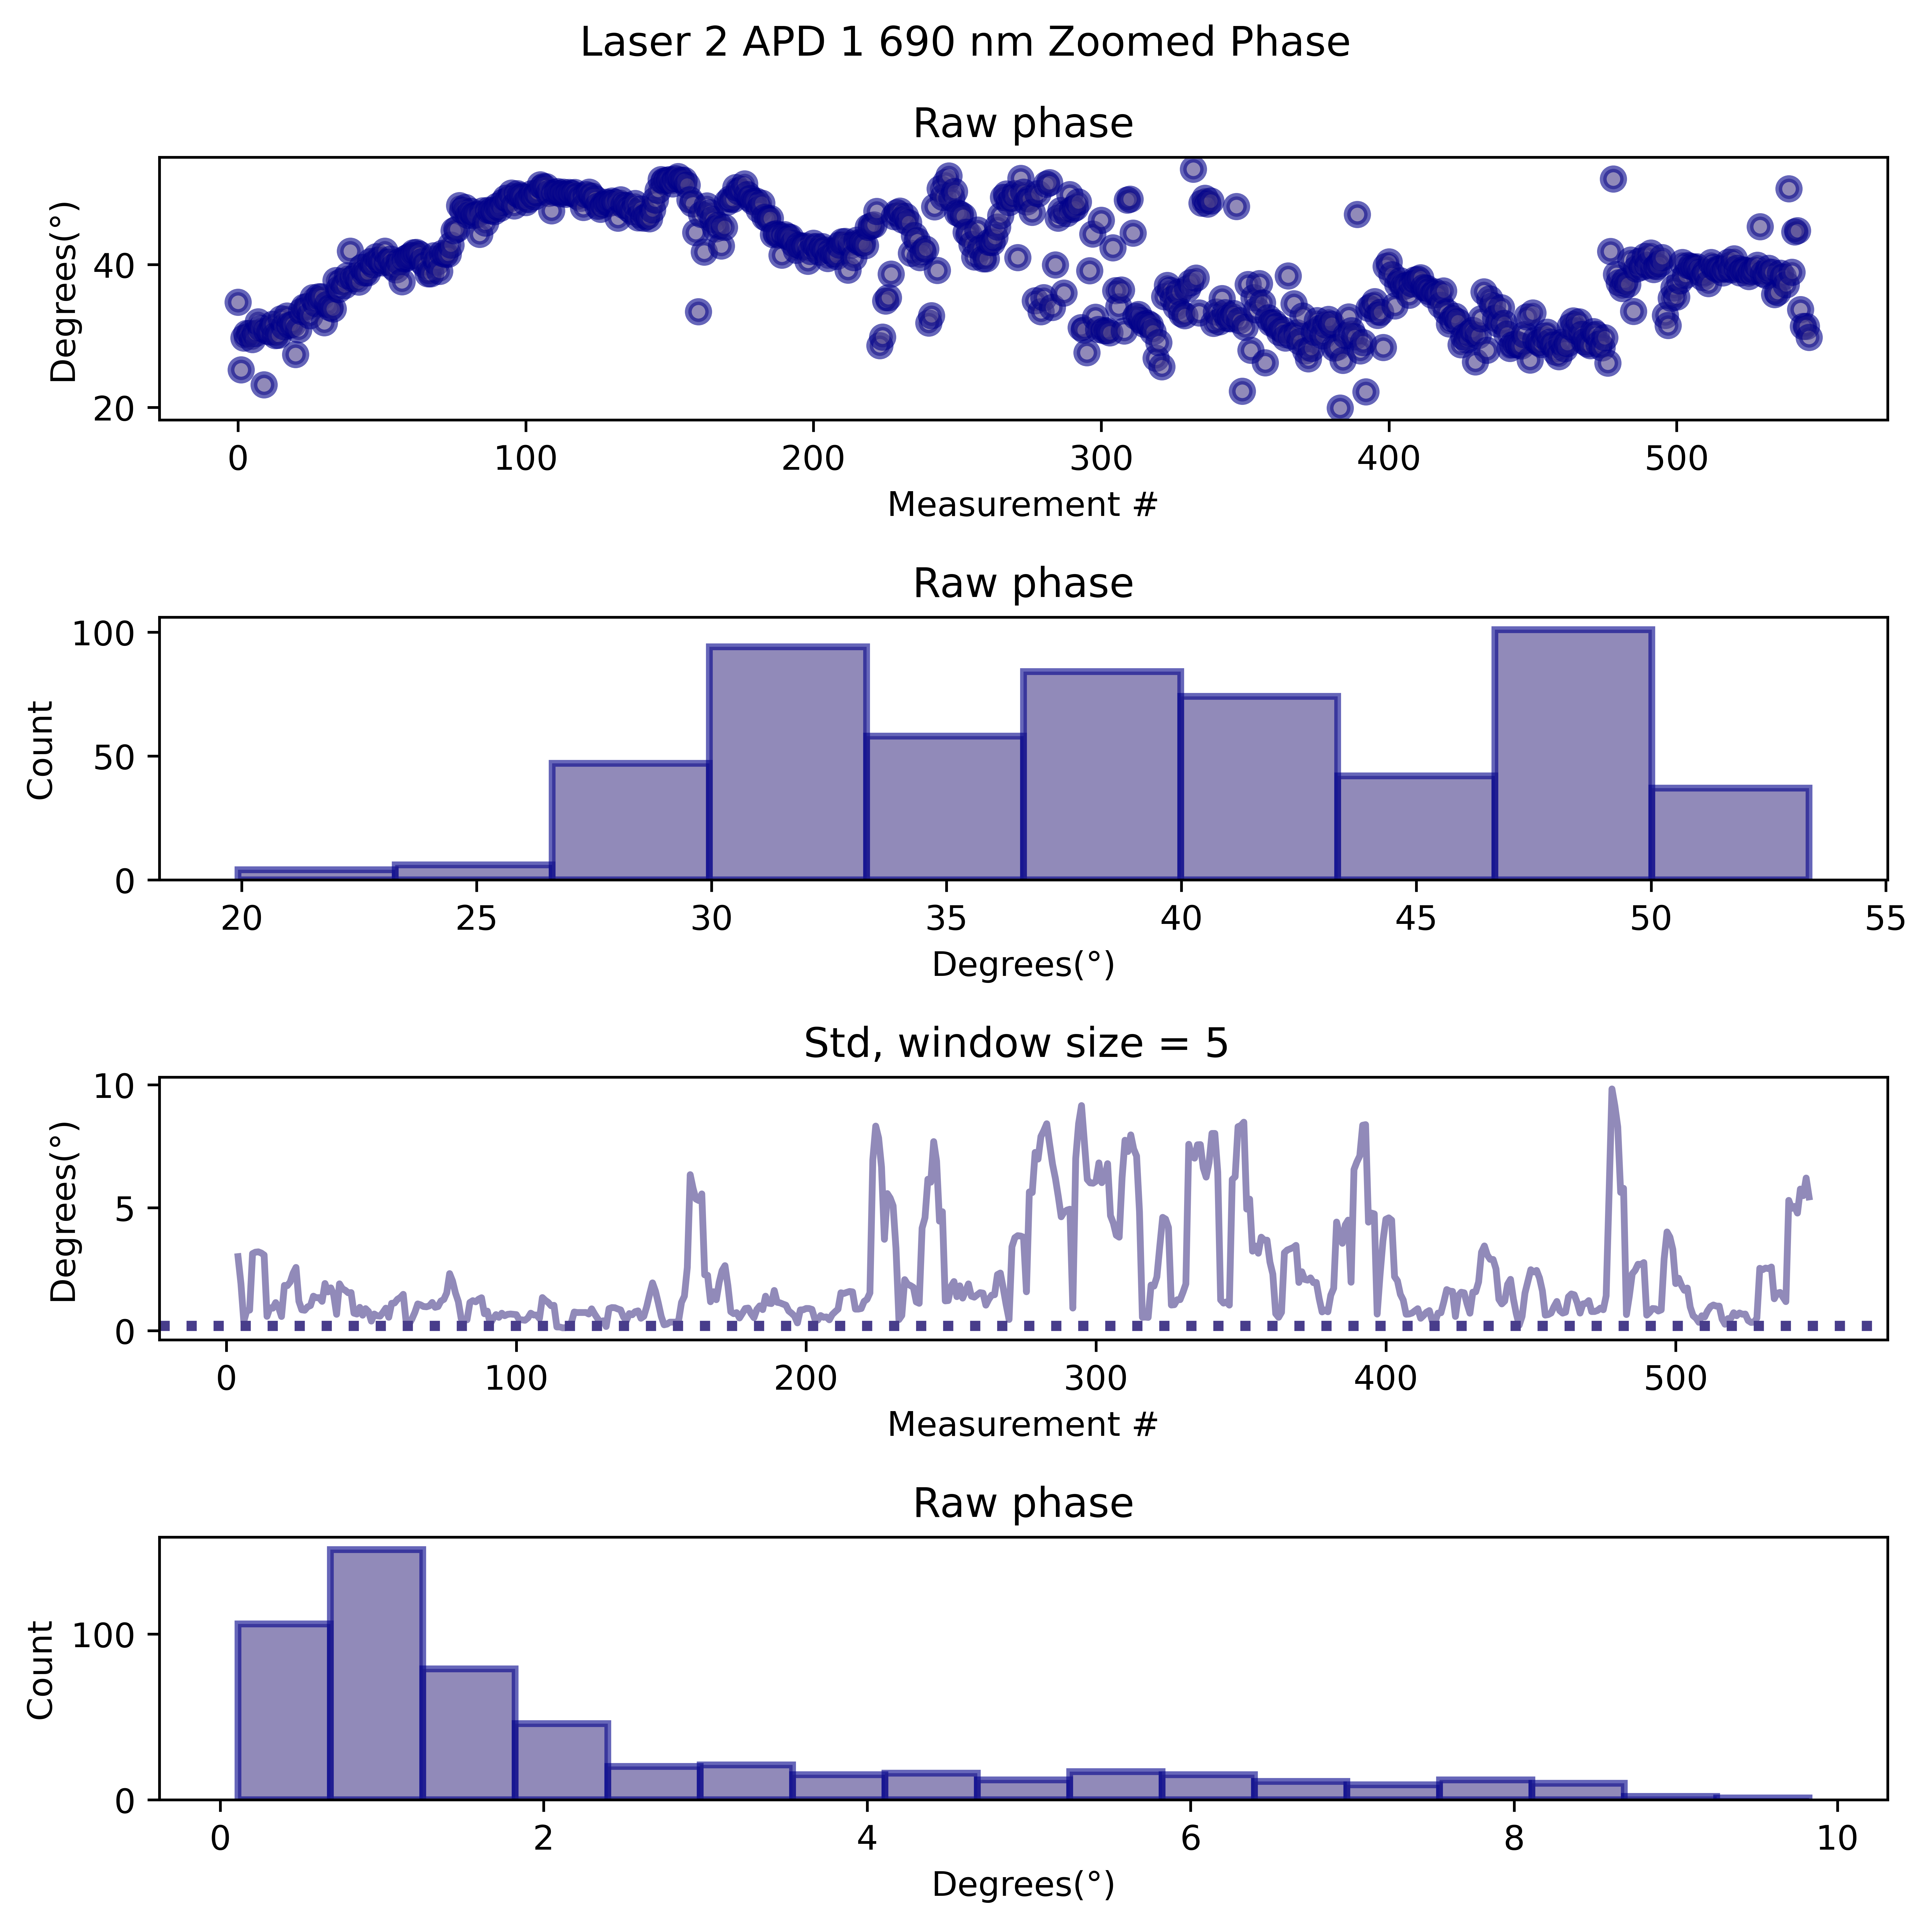 Laser 2 APD 1 690 nm Zoomed Phase
Raw phase
Degrees(°)
40
20
0 100 200 300 400 500
Measurement #
Raw phase
Count
100
50
0
20 25 30 35 40 45 50 55
Degrees(°)
Std, window size = 5
Degrees(°)
10
5
0
0 100 200 300 400 500
Measurement #
Raw phase
Count
100
0
0 2 4 6 8 10
Degrees(°)